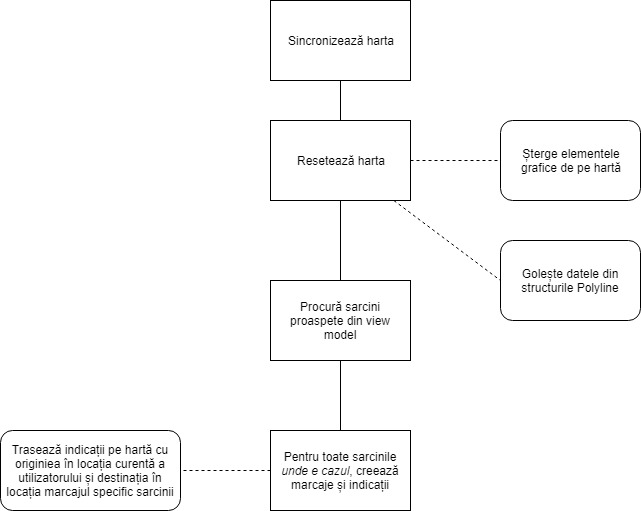 Sincronizează harta
Resetează harta
Șterge elementele
grafice de pe hartă
Golește datele din
structurile Polyline
Procură sarcini
proaspete din view
model
Trasează indicații pe hartă cu
originiea în locația curentă a
utilizatorului și destinația în
locația marcajul specific sarcinii
Pentru toate sarcinile
unde e cazul, creează
marcaje și indicații